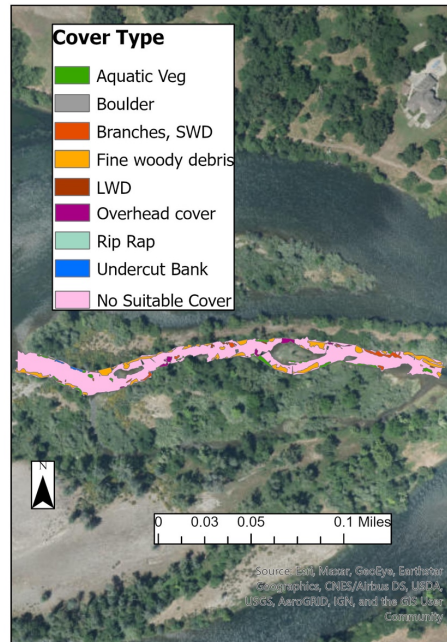 Cover Type
Aquatic Veg
Boulder
Branches, SWD
Fine woody debris
LWD
Overhead cover
Rip Rap
Undercut Bank
No Suitable Cover
N
0 0.03 0.05 0.1 Miles
Source: Esri, Maxar, GeoEye, Earthstar
Geographics, CNES/Airbus DS, USDA,
USGS, AeroGRID, IGN, and the GIS User
Community